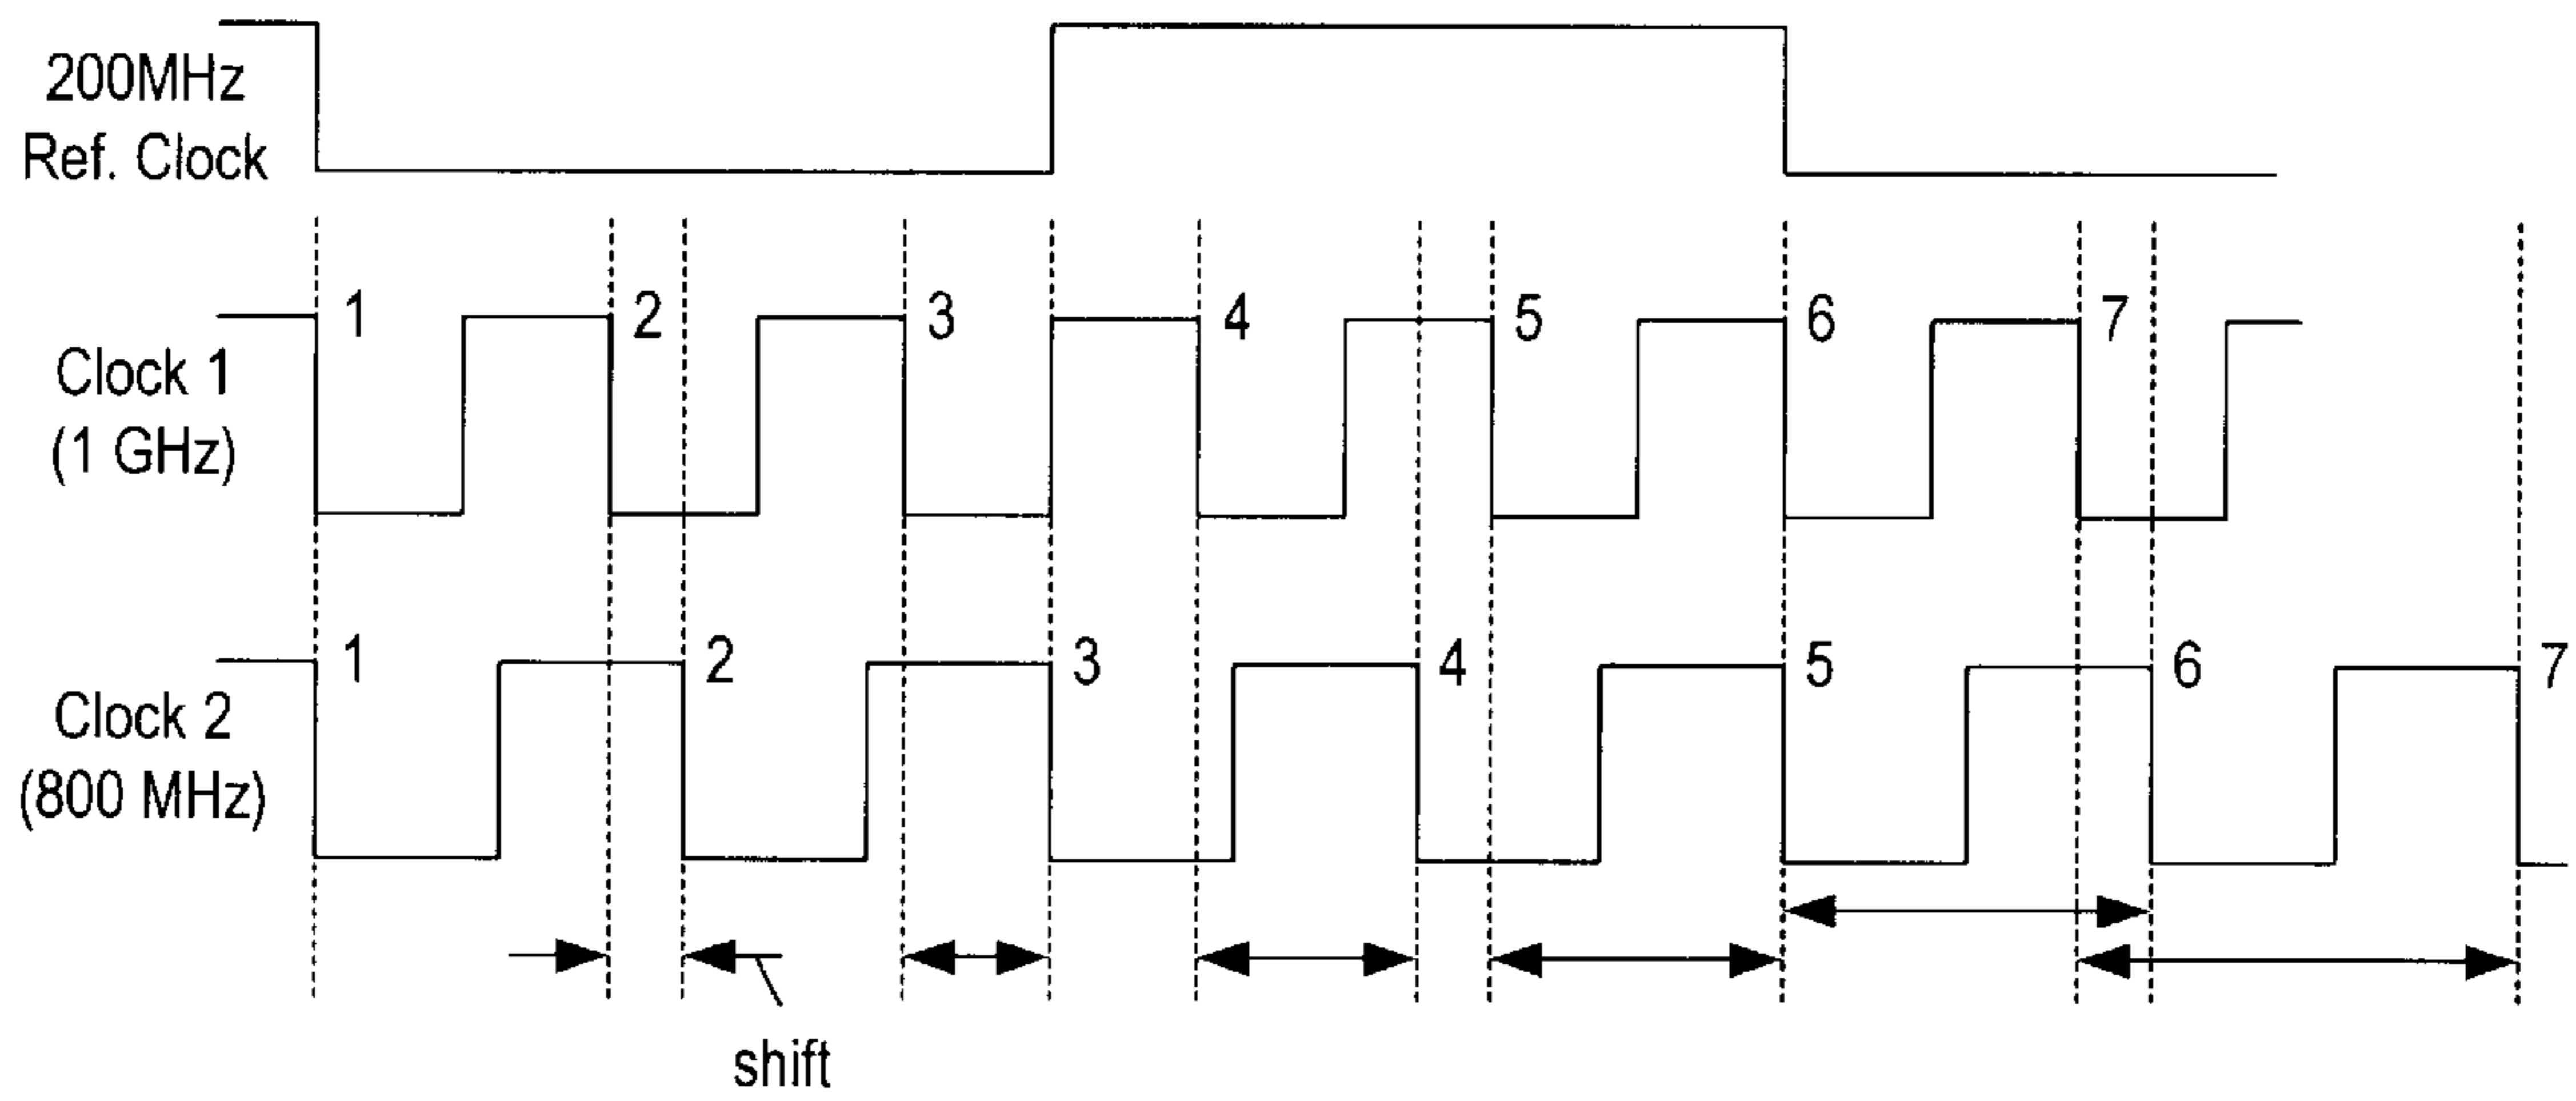 200MHz
Ref. Clock
1 2 3 4 5 6 7
Clock 1
(1 GHz)
1 2 3 4 5 6 7
Clock 2
(800 MHz)
shift